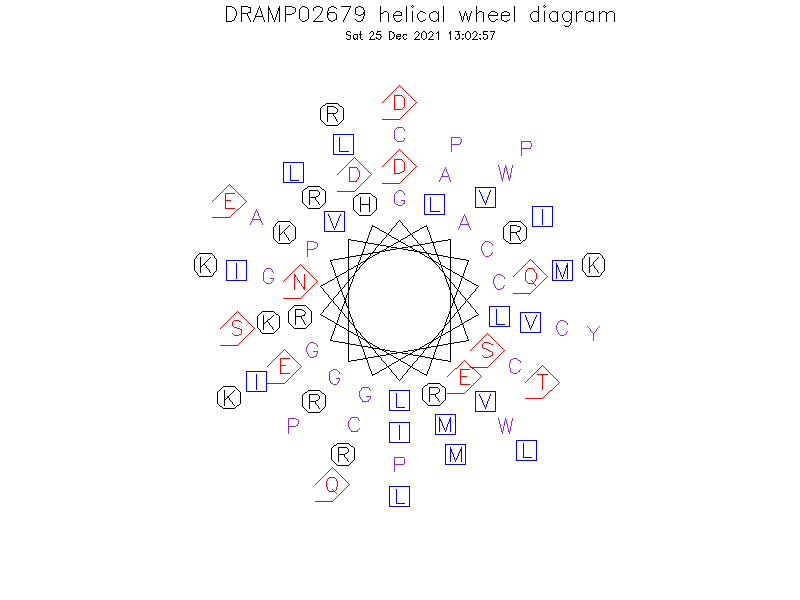 DRAMP02679 helical wheel diagram
Sat 25 Dec 2021 13:02:57
D
R
C
L P P
D
L D A W
E R H G L V
A V A I
K R
P C
K I G N C Q M K
S K R L V C Y
G S
E C
I G E T
K R G L R V
P C I M W
R P M L
Q
L